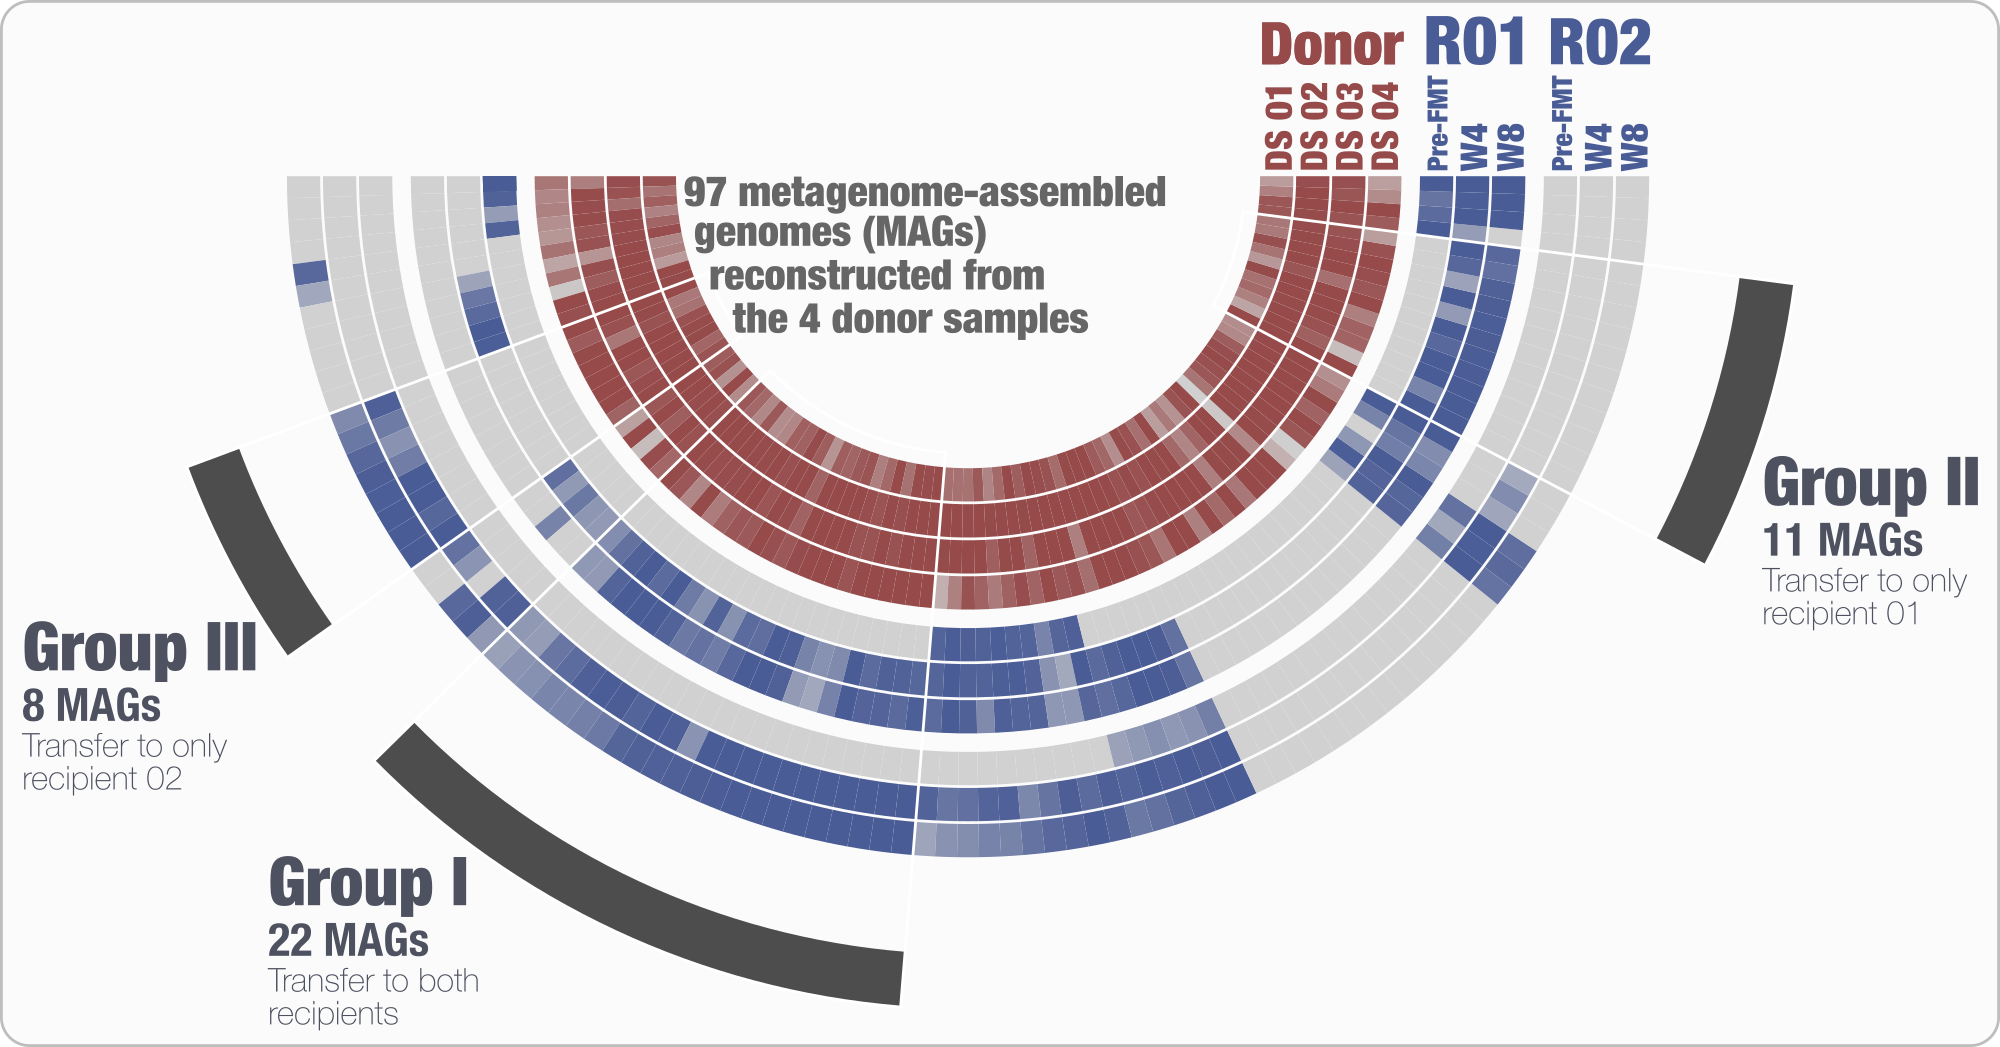 Donor R01 R02
DS 01 DS 02 DS 03 DS 04 Pre-FMT W4 W8 Pre-FMT W4 W8
97 metagenome-assembled
genomes (MAGs)
reconstructed from
the 4 donor samples
Group II
11 MAGs
Transfer to only
recipient 01
Group III
8 MAGs
Transfer to only
recipient 02
Group I
22 MAGs
Transfer to both
recipients